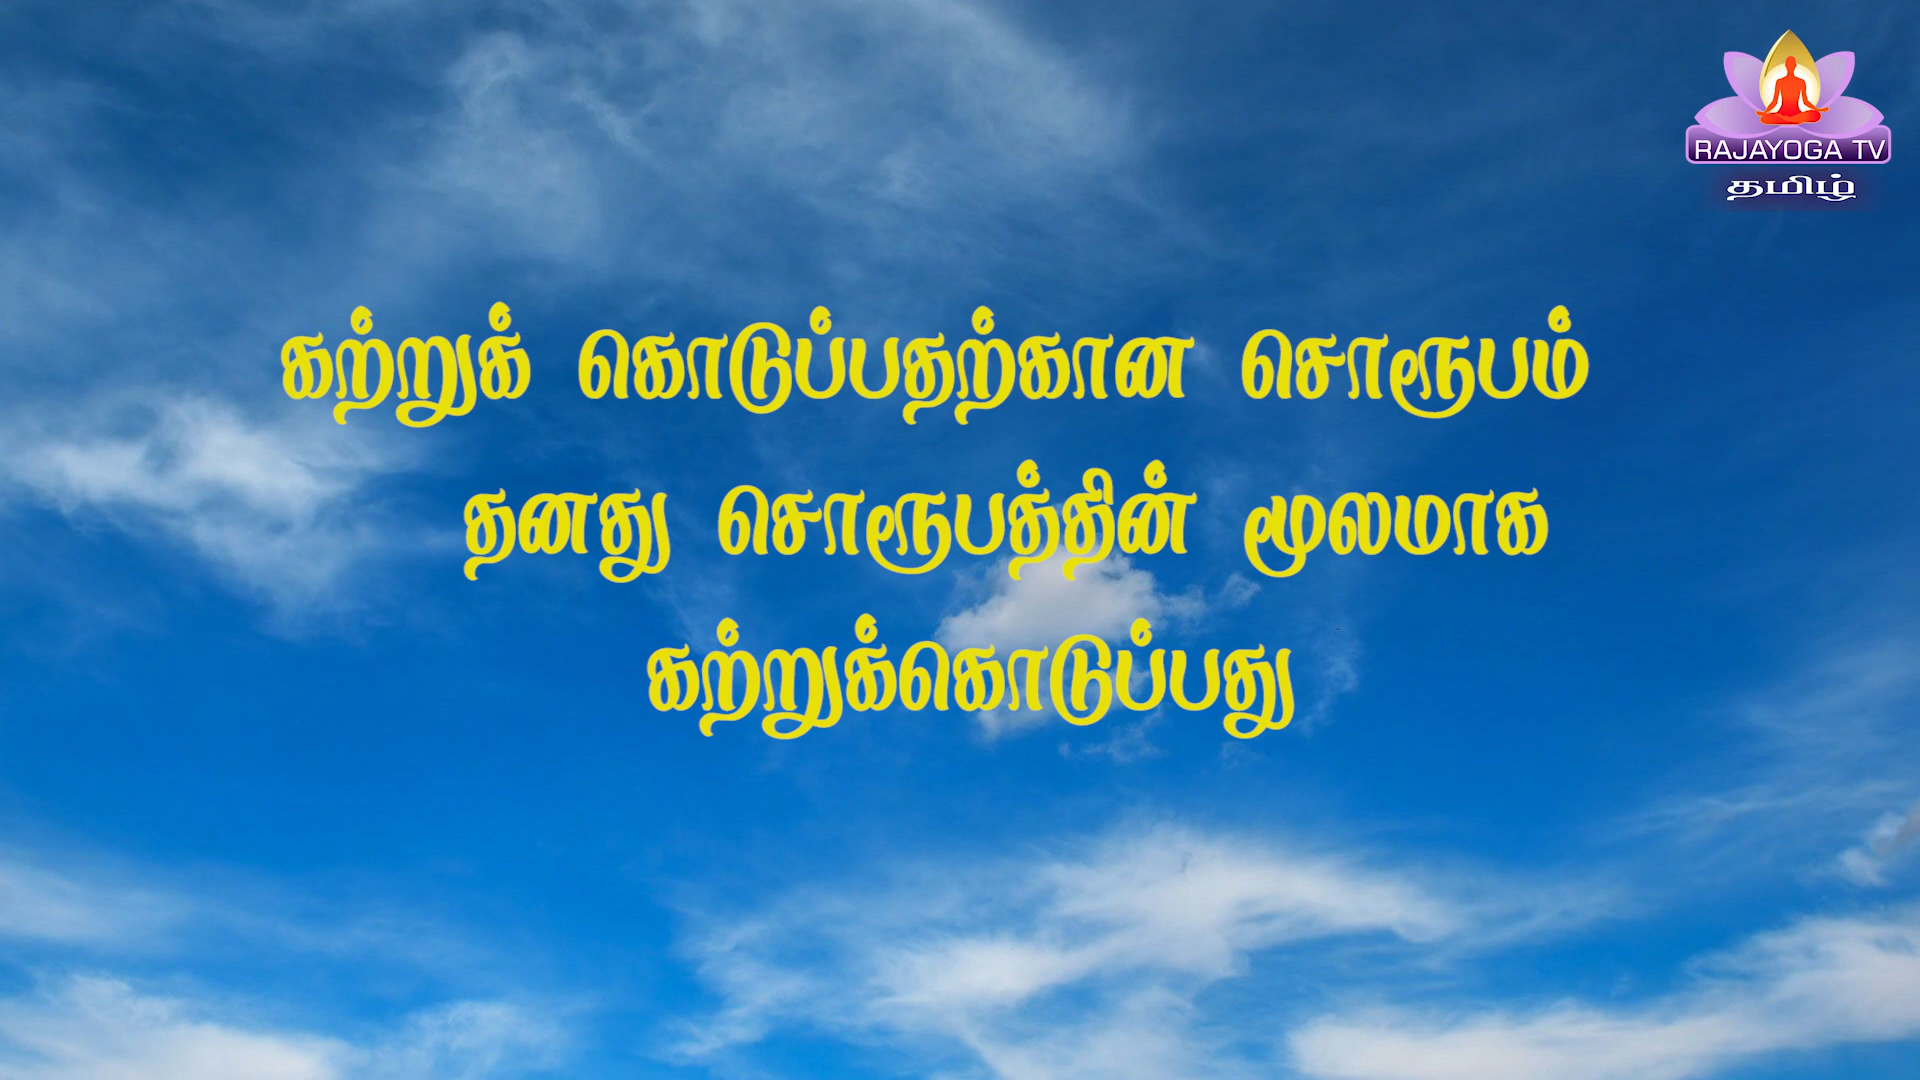 RAJAYOGA TV
தமிழ்
கற்றுக் கொடுப்பதற்கான சொரூபம்
தனது சொரூபத்தின் மூலமாக
கற்றுக்கொடுப்பது